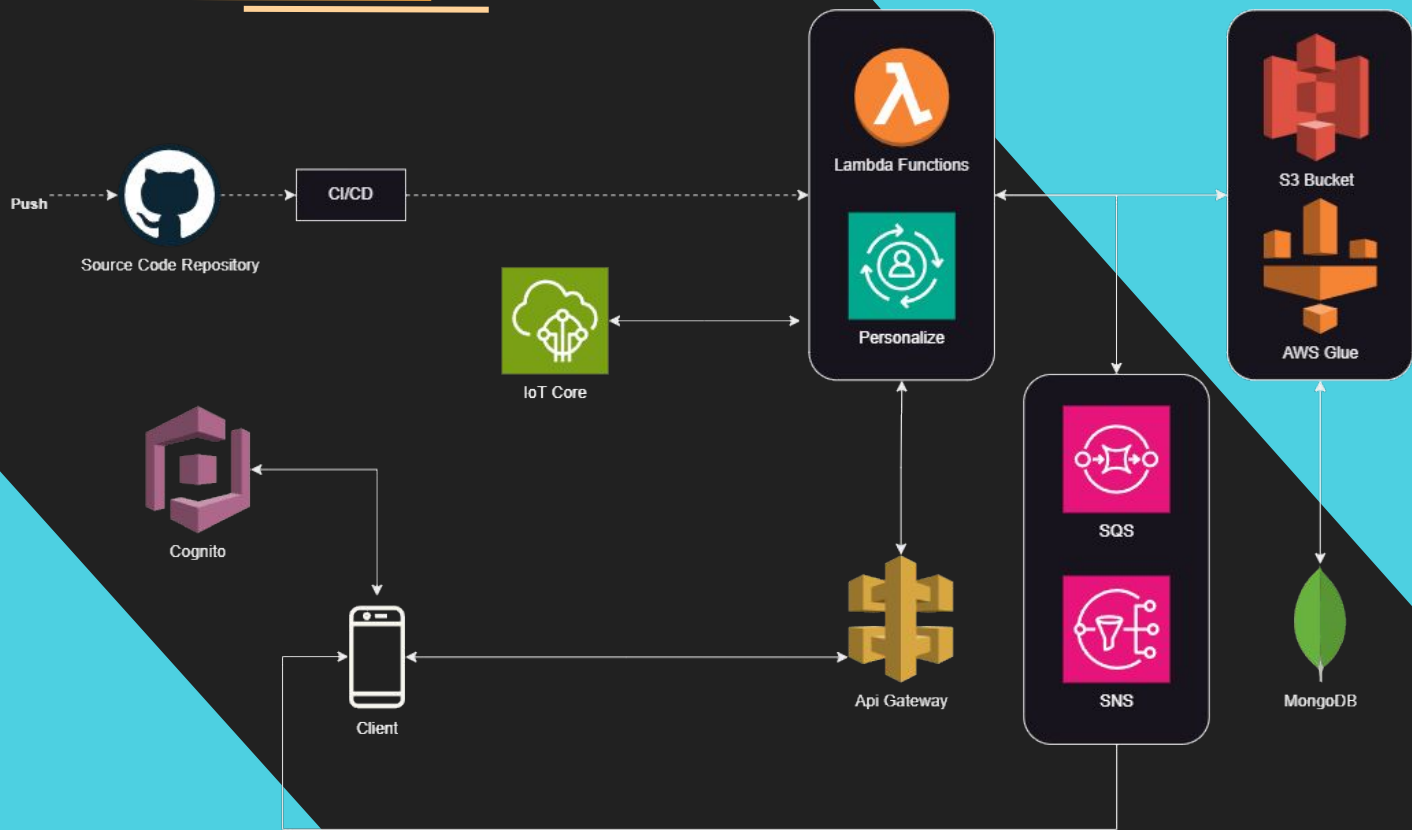 Lambda Functions
S3 Bucket
Push
CI/CD
Source Code Repository
Personalize
AWS Glue
IoT Core
SQS
Cognito
Api Gateway
SNS
MongoDB
Client